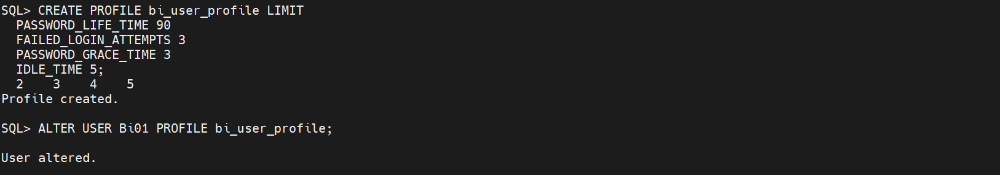 SQL> CREATE PROFILE bi_user_profile LIMIT
PASSWORD_LIFE_TIME 90
FAILED_LOGIN_ATTEMPTS 3
PASSWORD_GRACE_TIME 3
IDLE_TIME 5;
2 3 4 5
Profile created.
SQL> ALTER USER Bi01 PROFILE bi_user_profile;
User altered.